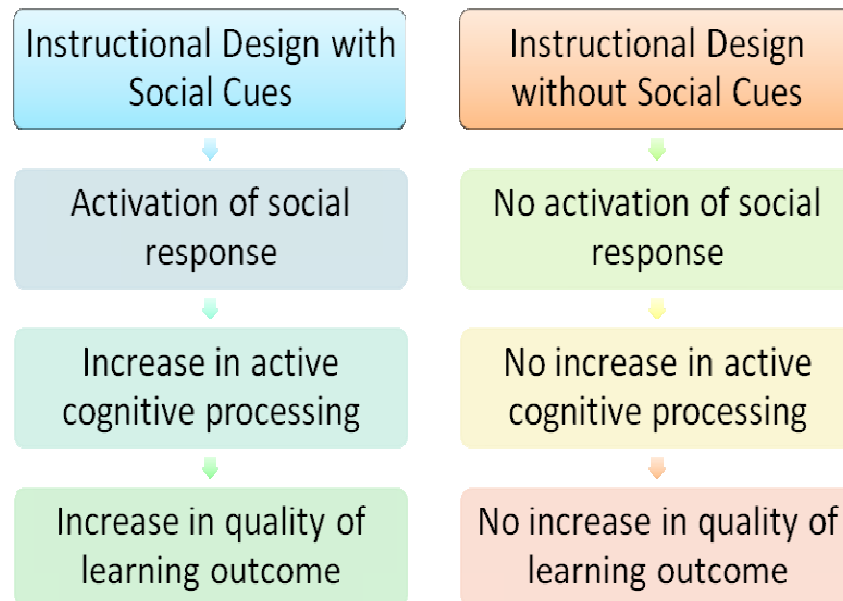 Instructional Design with
Social Cues
Activation of social
response
Increase in active
cognitive processing
Increase in quality of
learning outcome
Instructional Design
without Social Cues
No activation of social
response
No increase in active
cognitive processing
No increase in quality of
learning outcome